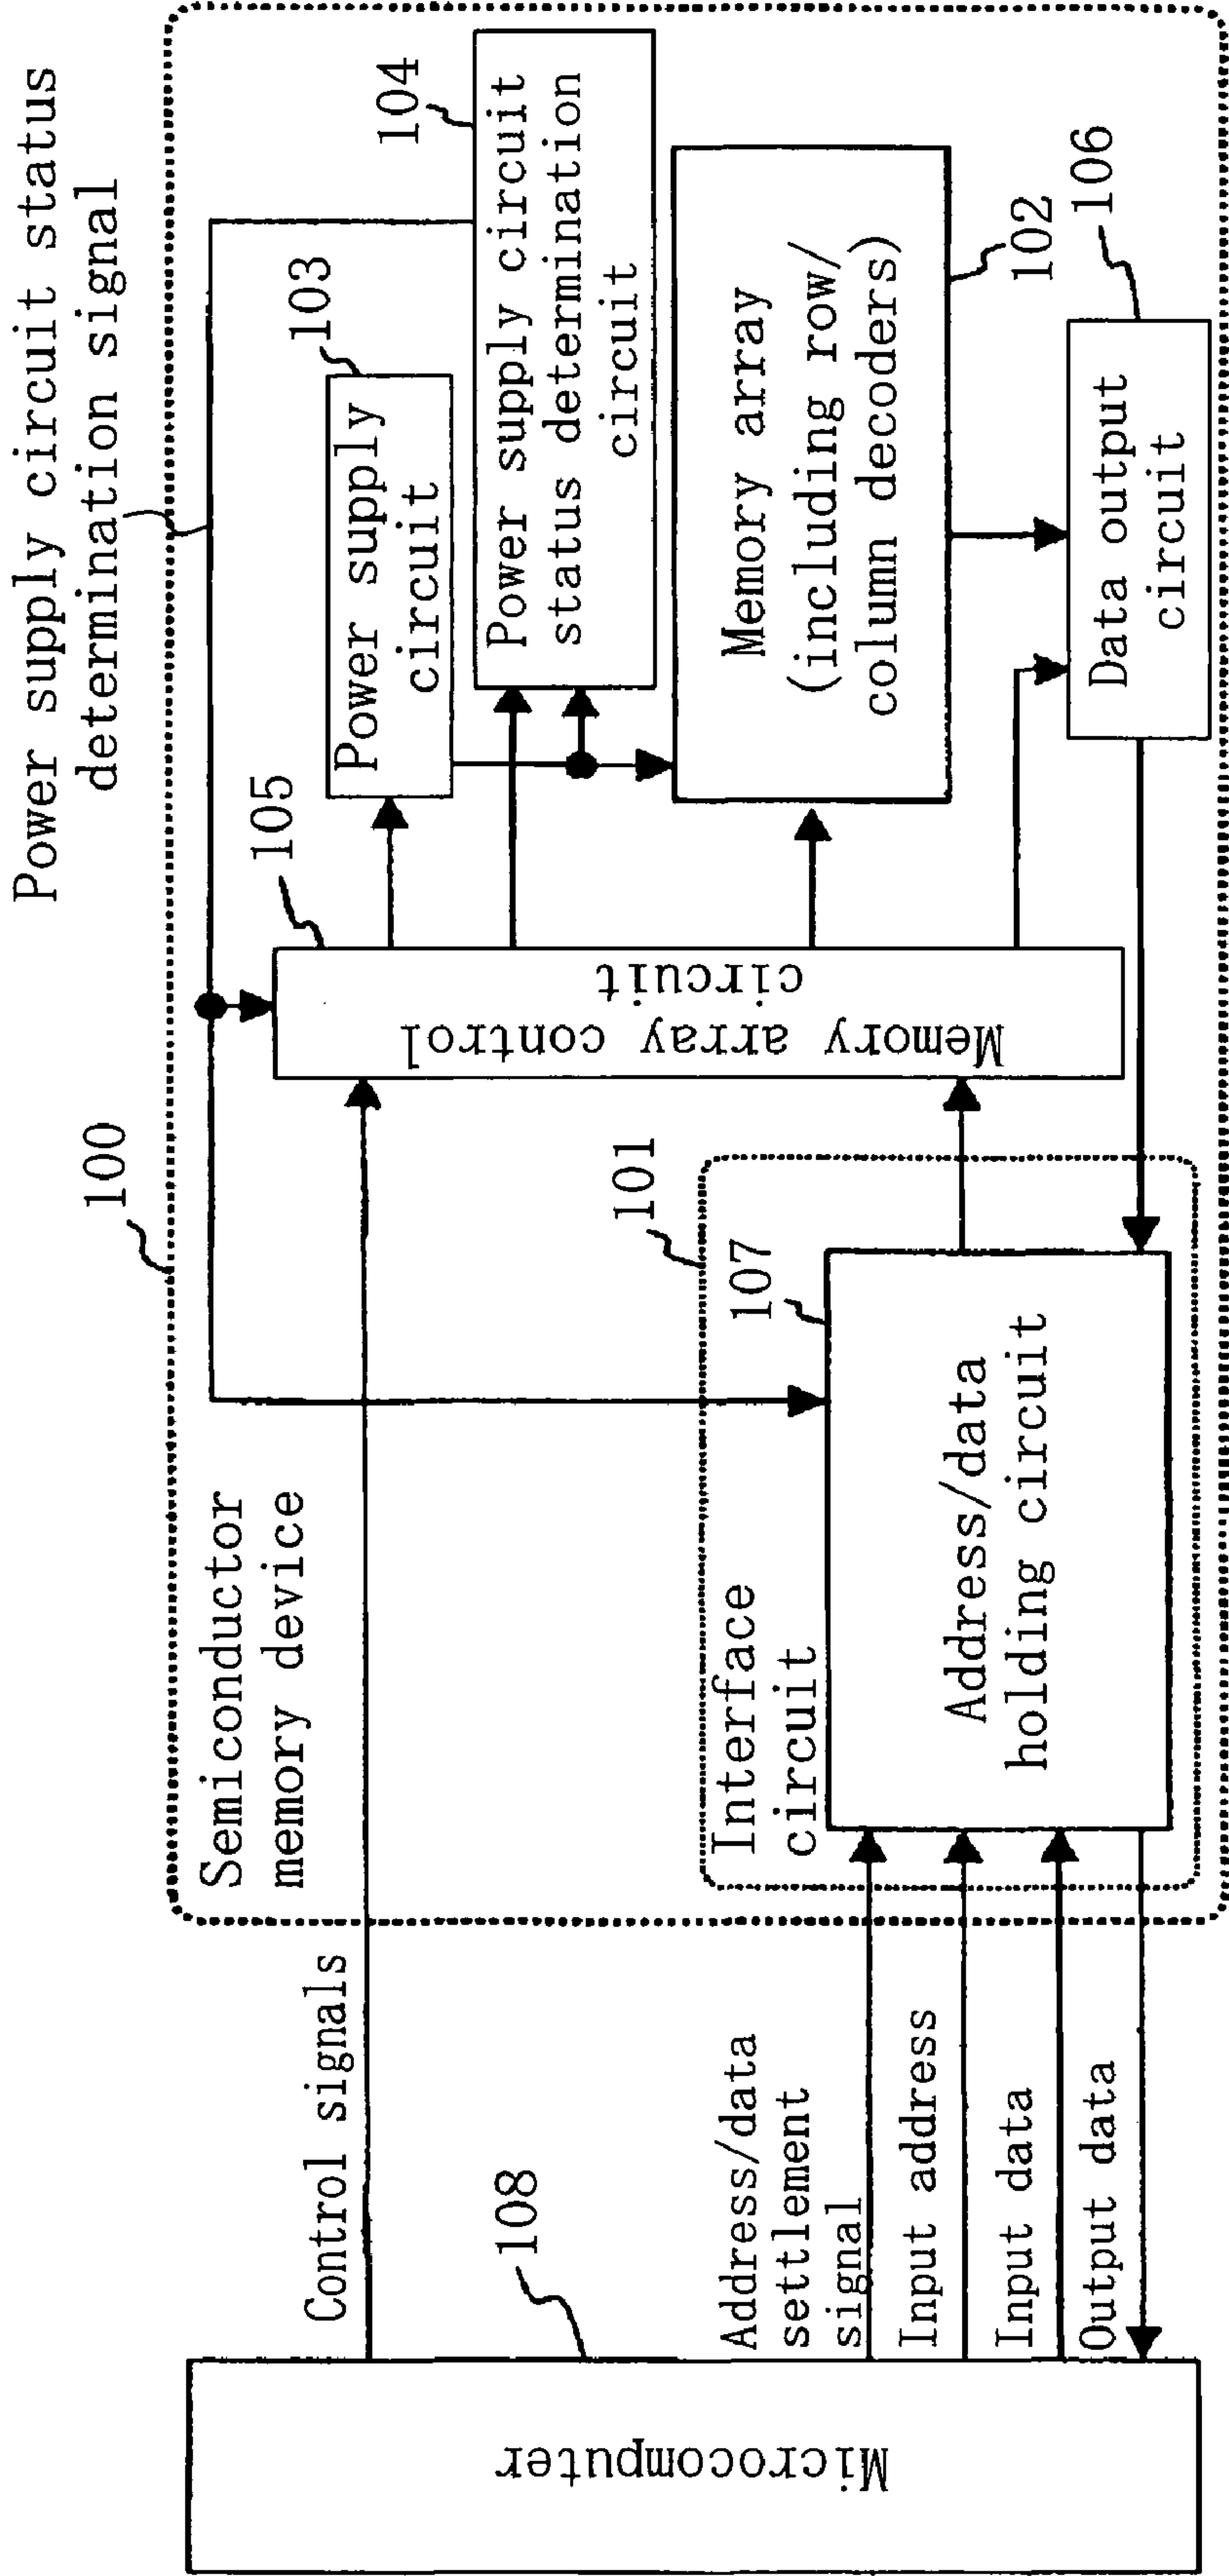 Power supply circuit status
determination signal
100
Semiconductor
memory device
105
103
Power supply
circuit
104
Power supply circuit
status determination
circuit
Memory array control
circuit
Memory array
(including row/
column decoders)
102
106
Data output
circuit
101
Interface
circuit
107
Address/data
holding circuit
Control signals
108
Microcomputer
Address/data
settlement
signal
Input address
Input data
Output data